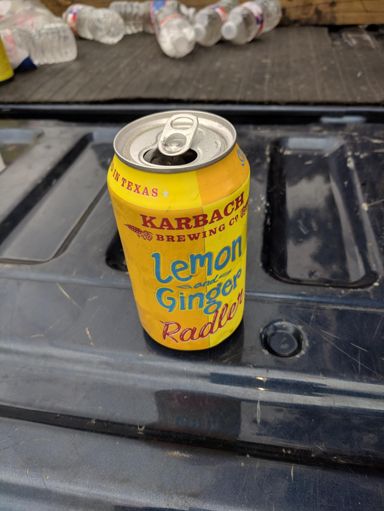 IN TEXAS
KARBACH
BREWING CO
Lemon
and
Ginger
Radler